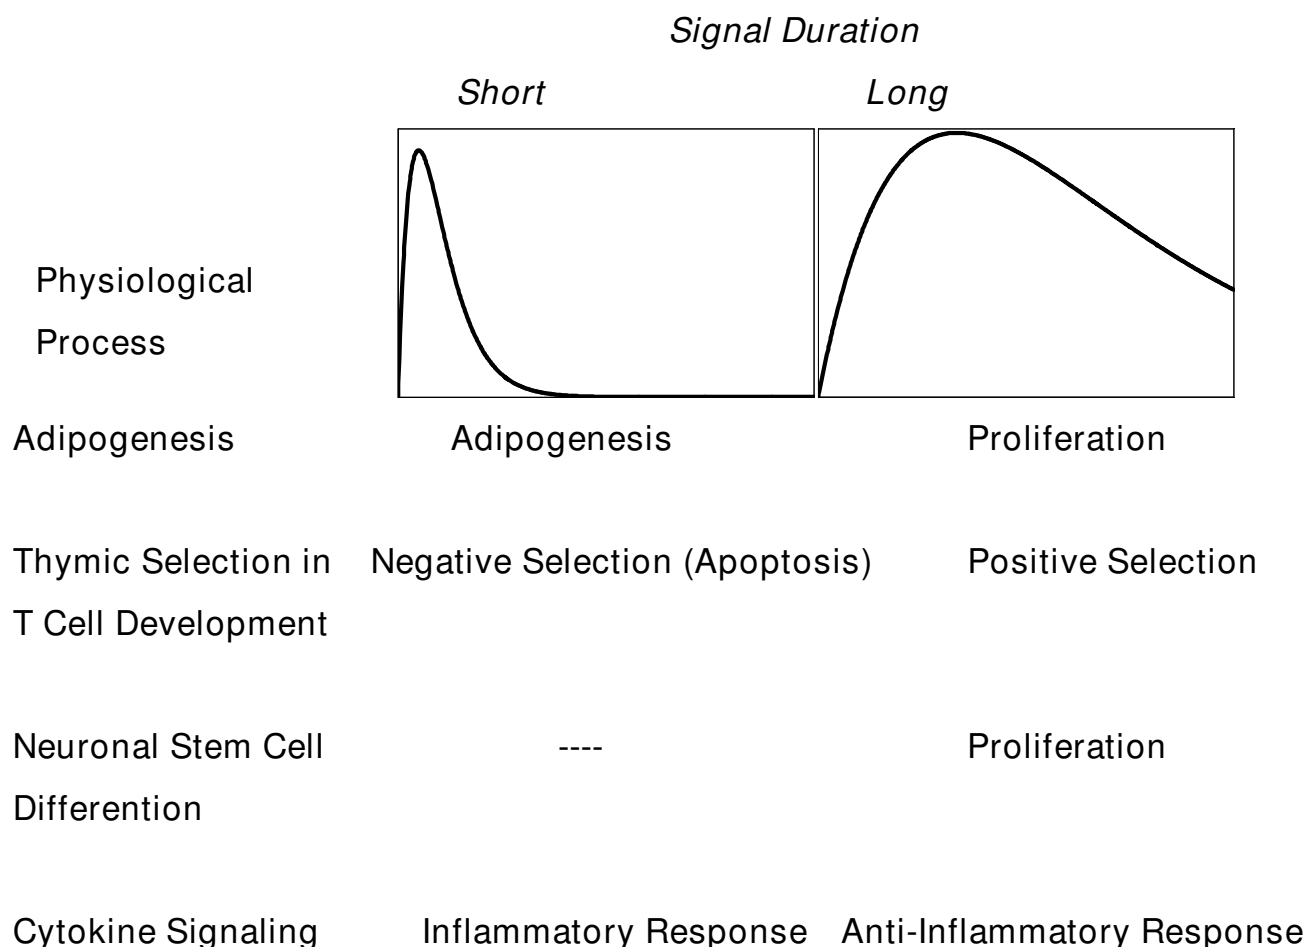 Signal Duration
Short Long
Physiological
Process
Adipogenesis Adipogenesis Proliferation
Thymic Selection in Negative Selection (Apoptosis) Positive Selection
T Cell Development
Neuronal Stem Cell ---- Proliferation
Differention
Cytokine Signaling Inflammatory Response Anti-Inflammatory Response